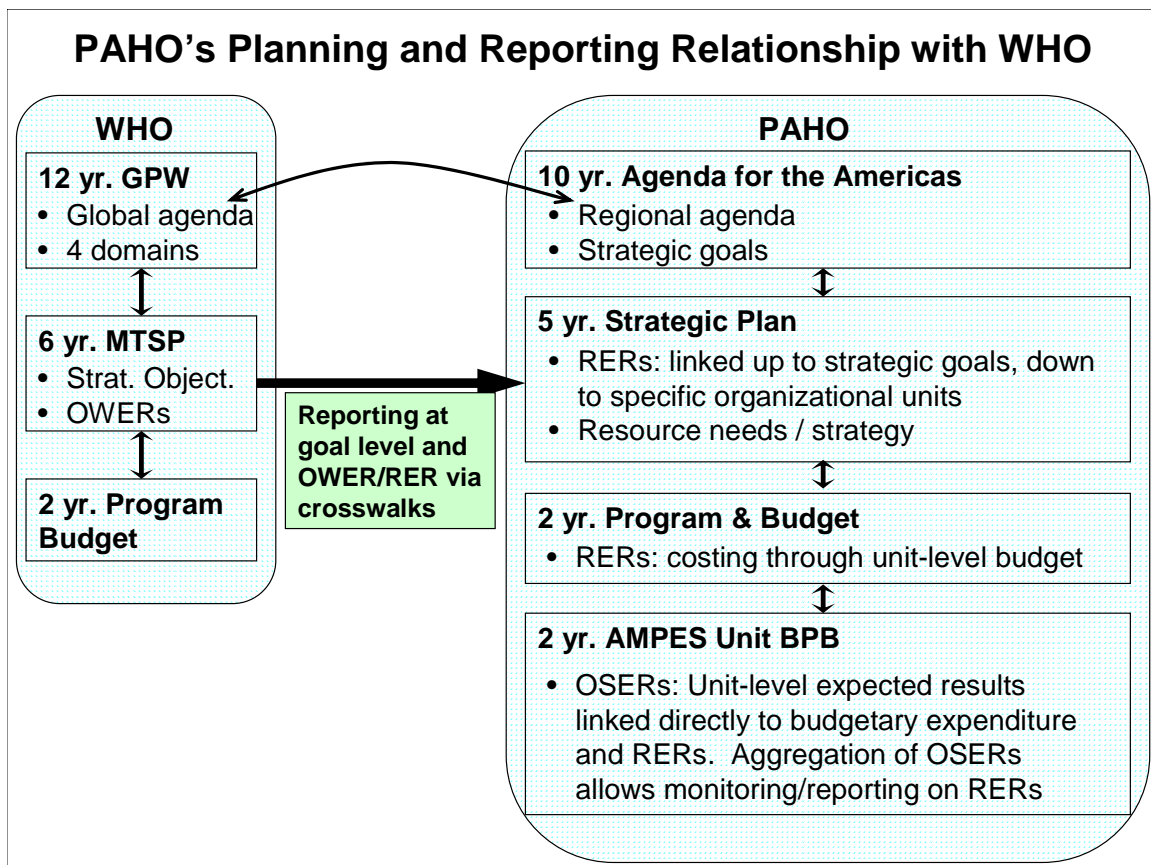 PAHO's Planning and Reporting Relationship with WHO
WHO
12 yr. GPW
• Global agenda
• 4 domains
6 yr. MTSP
• Strat. Object.
• OWERs
2 yr. Program
Budget
Reporting at
goal level and
OWER/RER via
crosswalks
PAHO
10 yr. Agenda for the Americas
• Regional agenda
• Strategic goals
5 yr. Strategic Plan
• RERs: linked up to strategic goals, down
to specific organizational units
• Resource needs / strategy
2 yr. Program & Budget
• RERs: costing through unit-level budget
2 yr. AMPES Unit BPB
• OSERs: Unit-level expected results
linked directly to budgetary expenditure
and RERs.  Aggregation of OSERs
allows monitoring/reporting on RERs